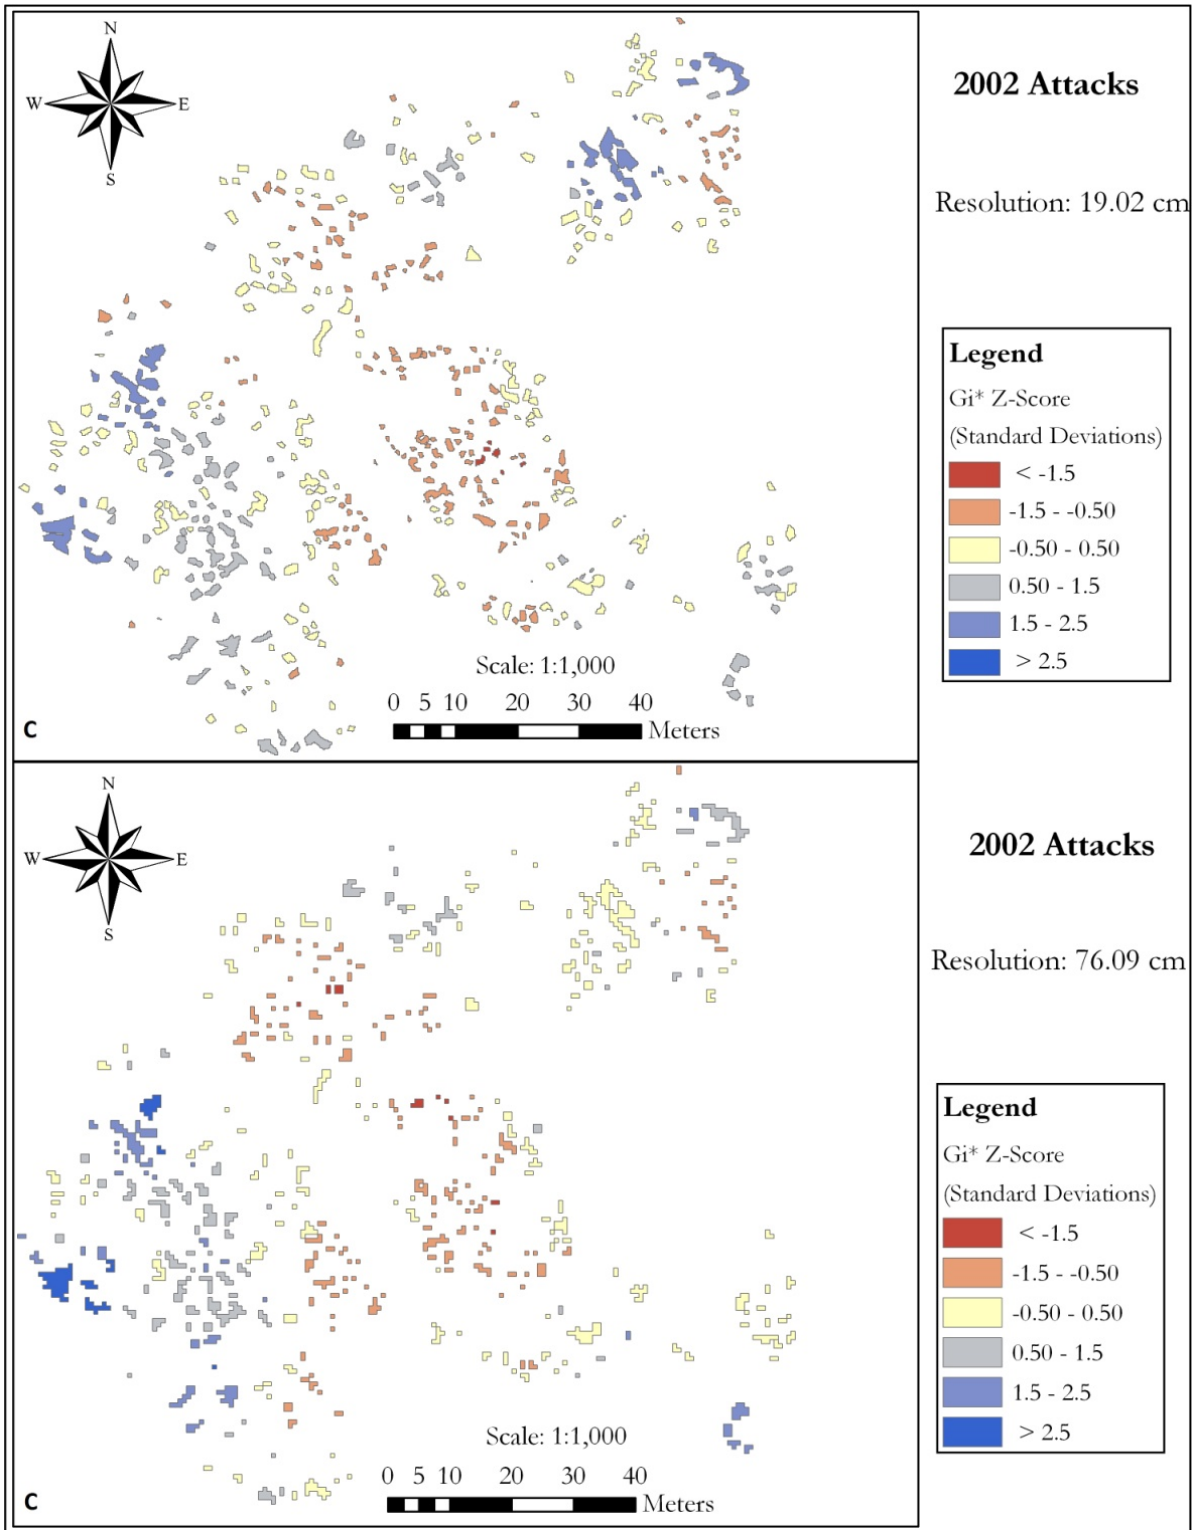 N
W E
S
2002 Attacks
Resolution: 19.02 cm
Legend
Gi* Z-Score
(Standard Deviations)
< -1.5
-1.5 - -0.50
-0.50 - 0.50
0.50 - 1.5
1.5 - 2.5
> 2.5
Scale: 1:1,000
0 5 10 20 30 40
Meters
C
N
W E
S
2002 Attacks
Resolution: 76.09 cm
Legend
Gi* Z-Score
(Standard Deviations)
< -1.5
-1.5 - -0.50
-0.50 - 0.50
0.50 - 1.5
1.5 - 2.5
> 2.5
Scale: 1:1,000
0 5 10 20 30 40
Meters
C